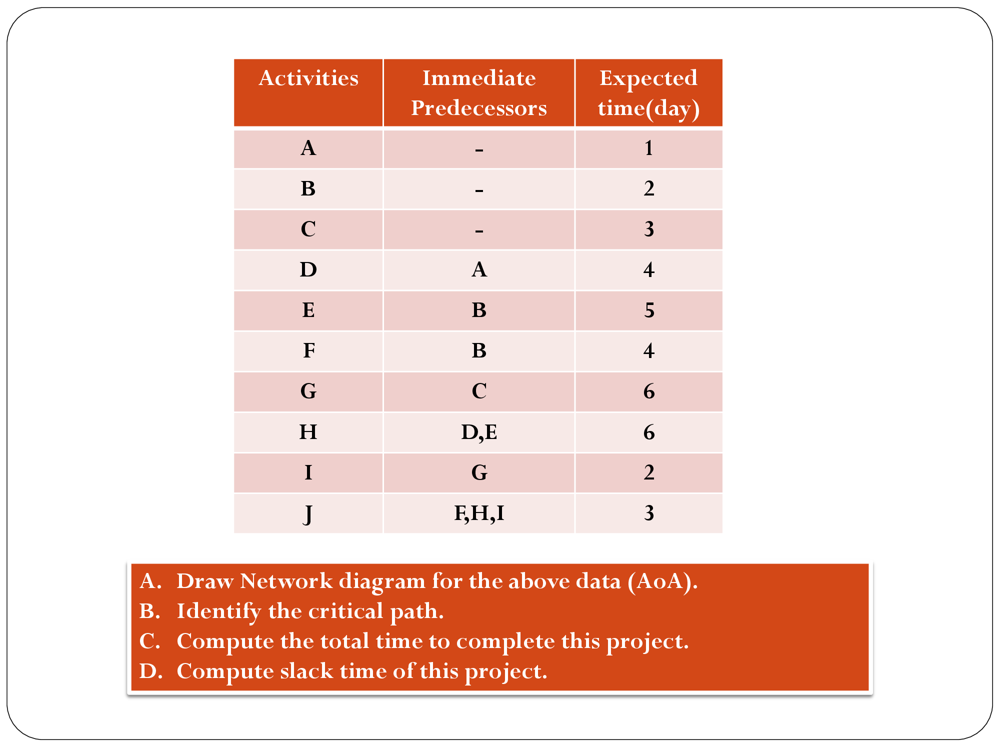 Activities Immediate Predecessors Expected time(day)
A - 1
B - 2
C - 3
D A 4
E B 5
F B 4
G C 6
H D,E 6
I G 2
J F,H,I 3
A. Draw Network diagram for the above data (AoA).
B. Identify the critical path.
C. Compute the total time to complete this project.
D. Compute slack time of this project.